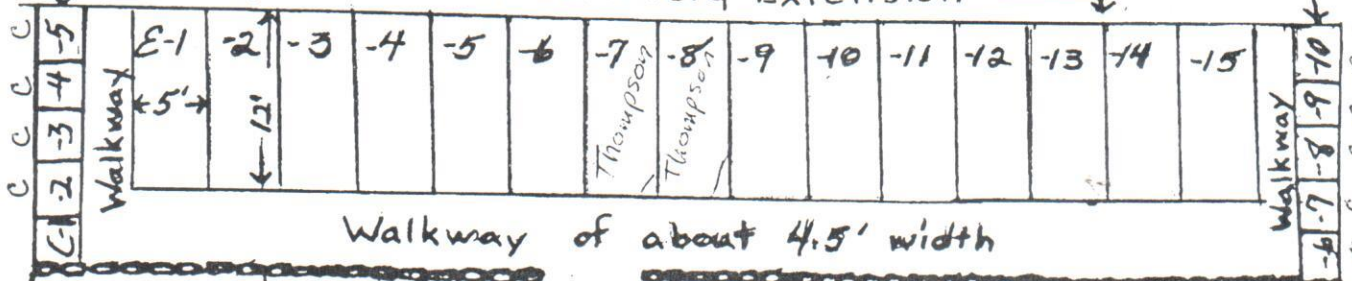 Extension
E-1 -2 -3 -4 -5 -6 -7 -8 -9 -10 -11 -12 -13 -14 -15
5'
12'
Thompson
Thompson
Walkway
Walkway
Walkway of about 4.5' width
C-1 -2 -3 -4 -5
C C C C
-6 -7 -8 -9 -10